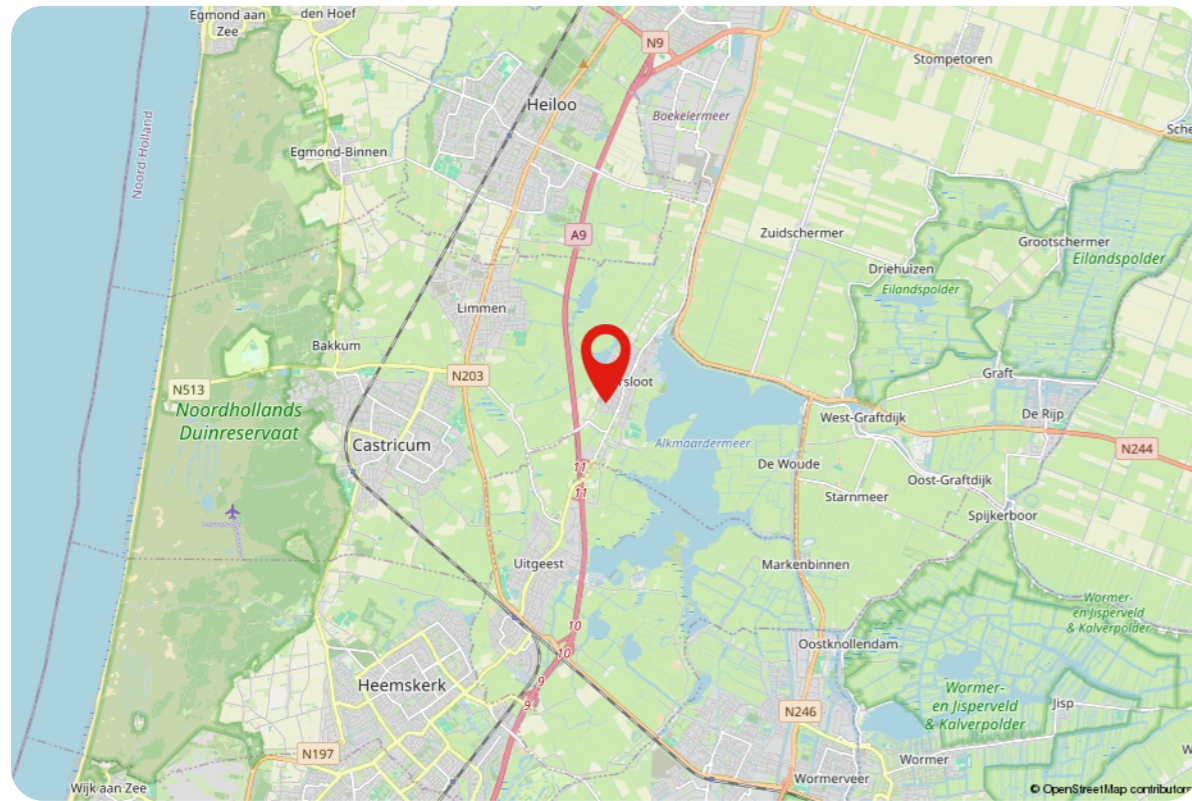 Egmond aan
Zee
den Hoef
N9
Stompetoren
Heiloo
Boekelermeer
Sche
Noord Holland
Egmond-Binnen
A9
Zuidschermer
Grootschermer
Eilandspolder
Driehuizen
Eilandspolder
Limmen
Bakkum
N203
rsloot
Graft
N513
Noordhollands
Duinreservaat
West-Graftdijk
De Rijp
Castricum
Alkmaardermeer
N244
De Woude
11
Oost-Graftdijk
11
Starnmeer
Spijkerboor
Uitgeest
Markenbinnen
Wormer-
en Jisperveld
& Kalverpolder
10
Oostknollendam
10
Heemskerk
9
9
Wormer-
en Jisperveld
& Kalverpolder
Jisp
N246
N197
W
Wormer
Wormerveer
Wijk aan Zee
© OpenStreetMap contributors